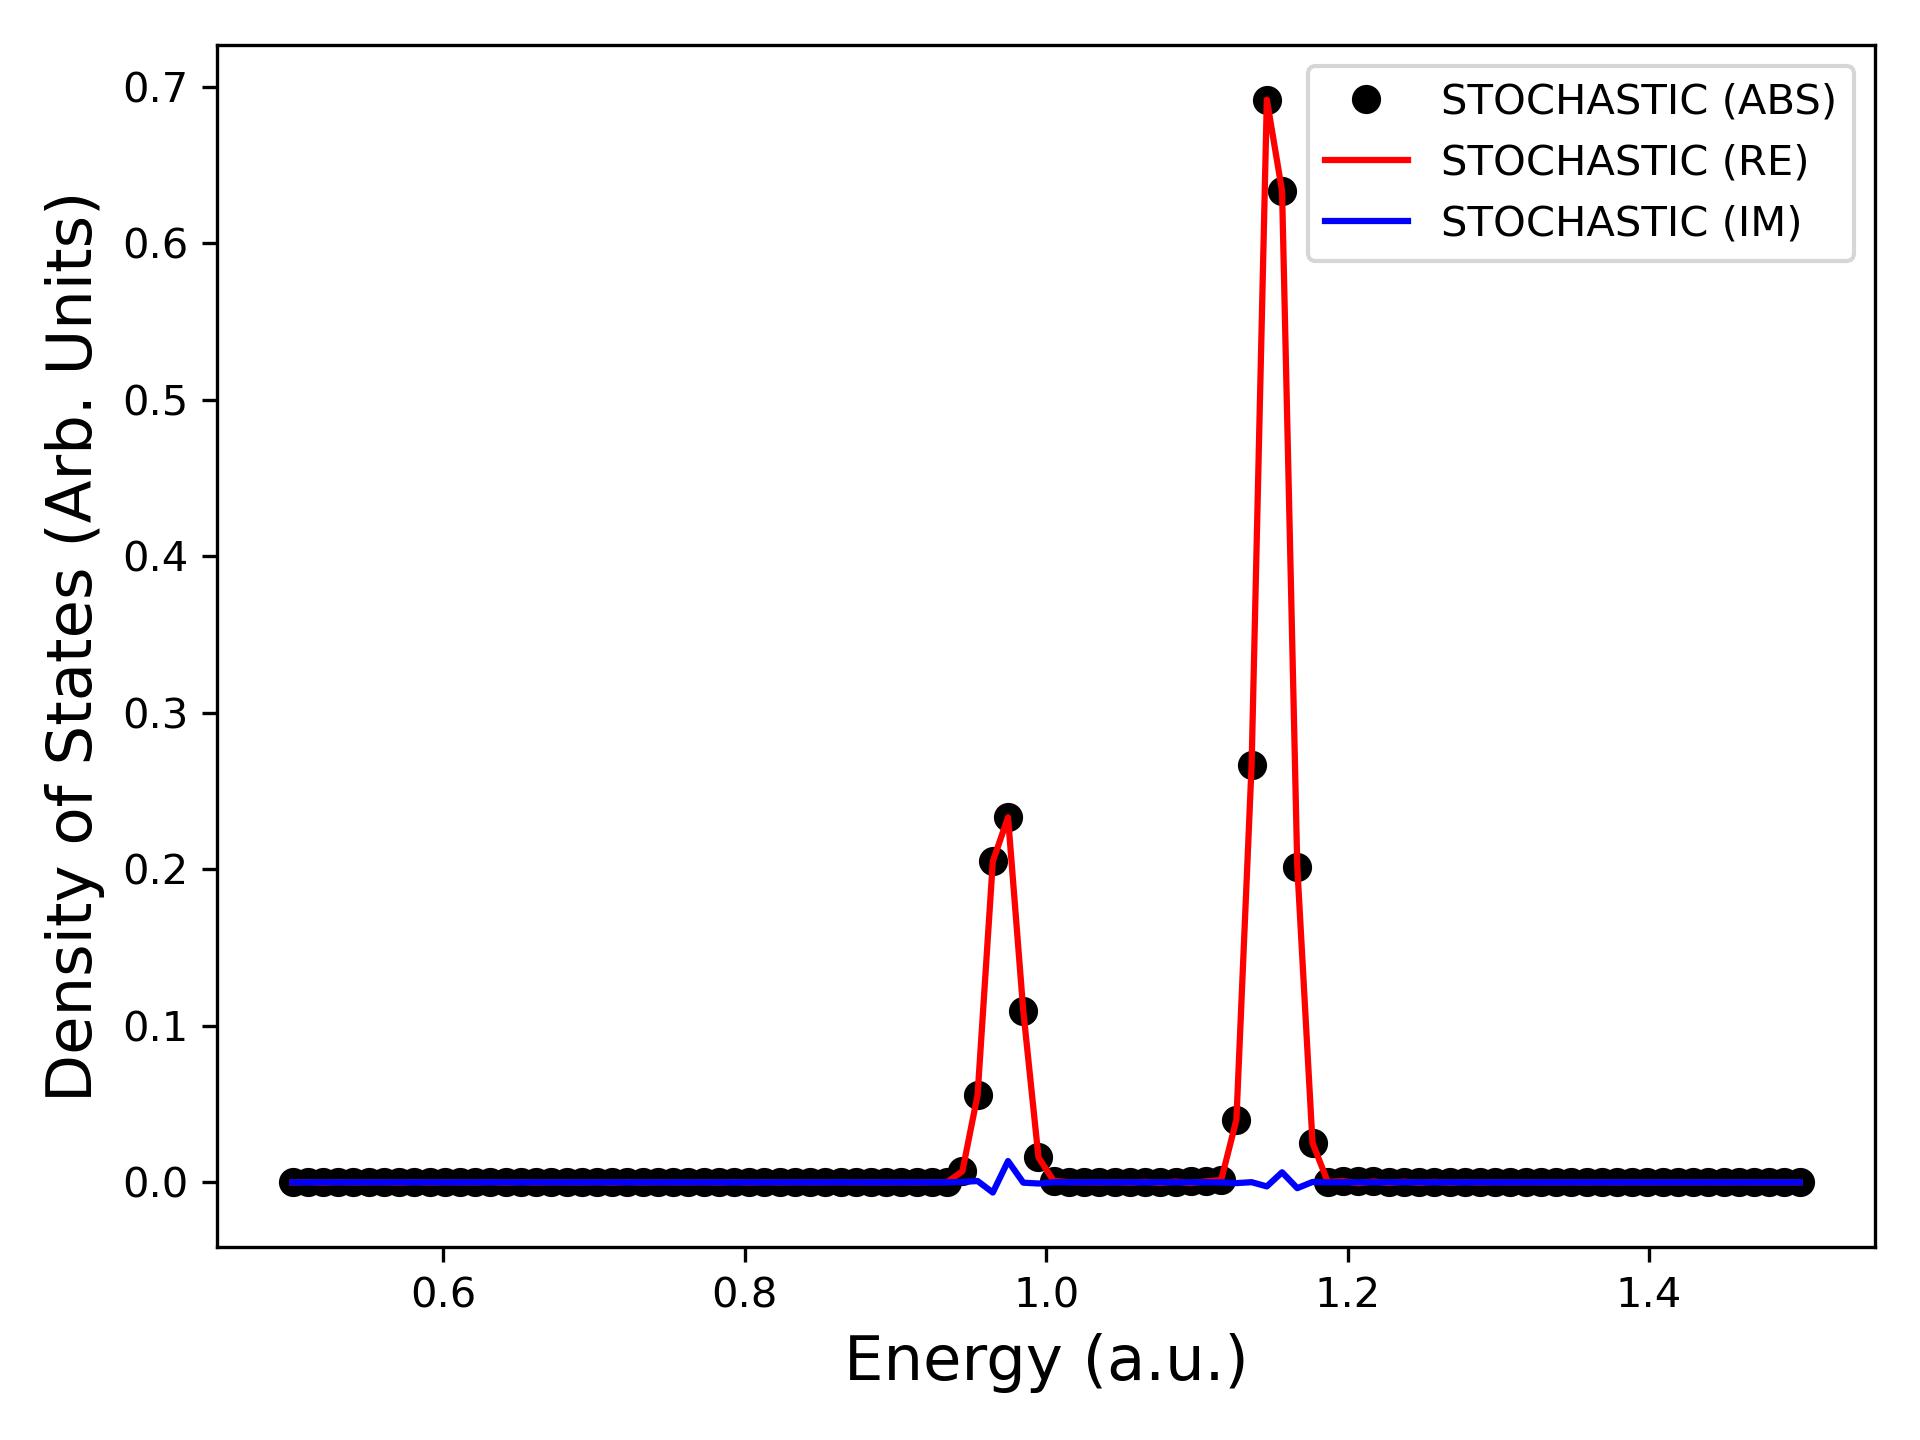 STOCHASTIC (ABS)
STOCHASTIC (RE)
STOCHASTIC (IM)
Density of States (Arb. Units)
0.7
0.6
0.5
0.4
0.3
0.2
0.1
0.0
0.6 0.8 1.0 1.2 1.4
Energy (a.u.)